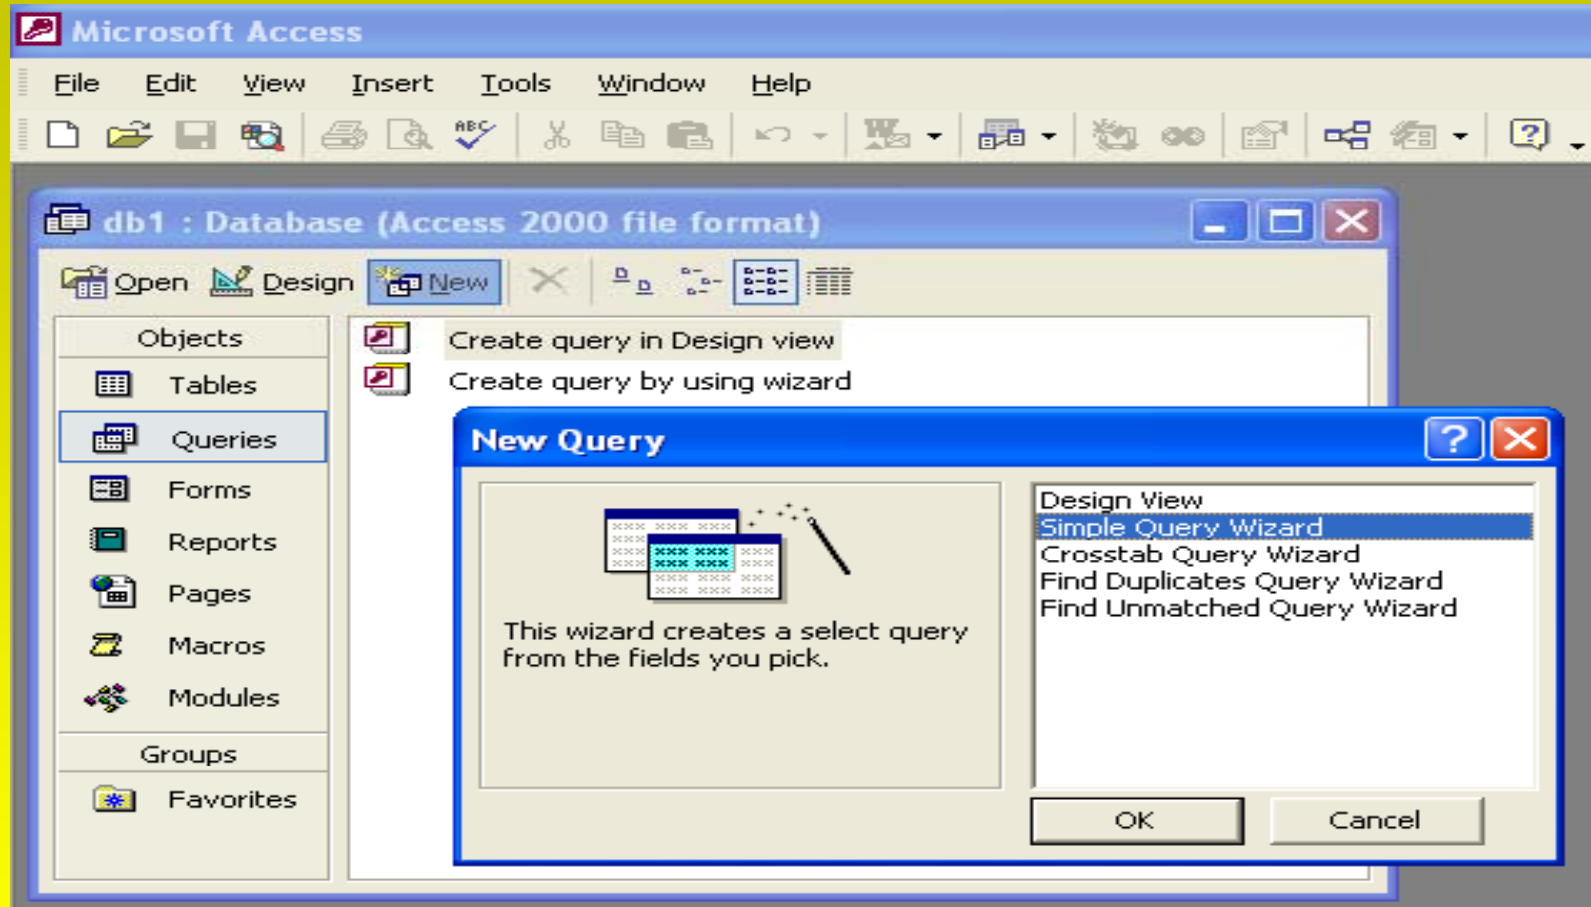 Microsoft Access
File Edit View Insert Tools Window Help
ABC
W
?
db1 : Database (Access 2000 file format)
Open Design New
Objects
Tables
Queries
Forms
Reports
Pages
Macros
Modules
Groups
Favorites
Create query in Design view
Create query by using wizard
New Query
?
This wizard creates a select query
from the fields you pick.
Design View
Simple Query Wizard
Crosstab Query Wizard
Find Duplicates Query Wizard
Find Unmatched Query Wizard
OK Cancel